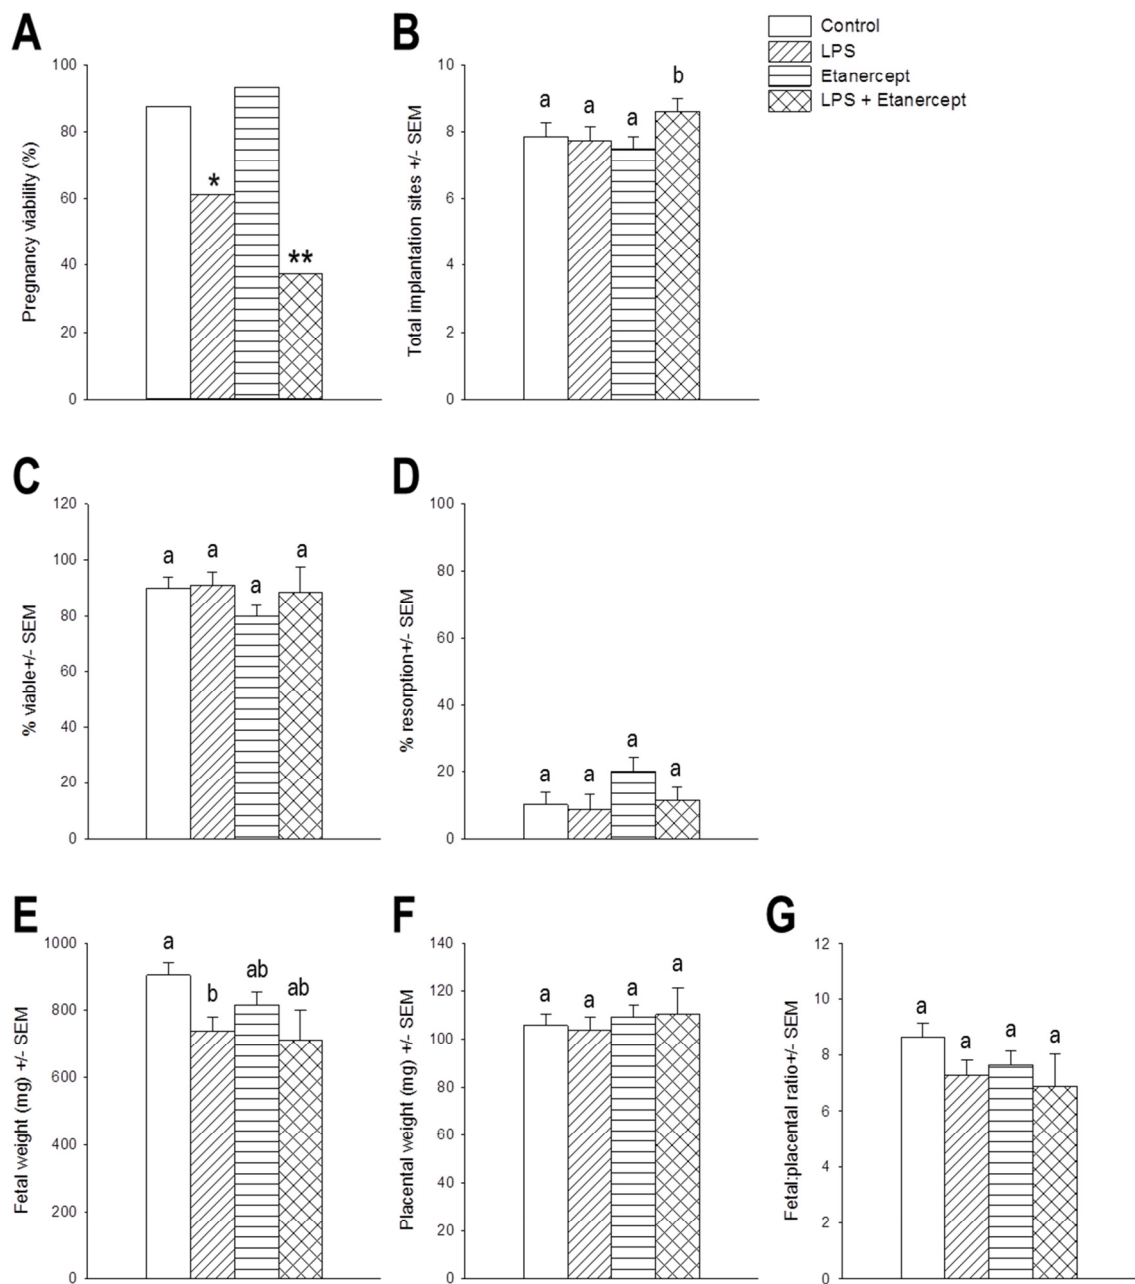 A
Pregnancy viability (%)
100
80
60
40
20
0
*
**
B
Total implantation sites +/- SEM
10
8
6
4
2
0
a
a
a
b
Control
LPS
Etanercept
LPS + Etanercept
C
% viable+/- SEM
120
100
80
60
40
20
0
a
a
a
a
D
% resorption+/- SEM
100
80
60
40
20
0
a
a
a
a
E
Fetal weight (mg) +/- SEM
1000
800
600
400
200
0
a
b
ab
ab
F
Placental weight (mg) +/- SEM
140
120
100
80
60
40
20
0
a
a
a
a
G
Fetal:placental ratio+/- SEM
12
10
8
6
4
2
0
a
a
a
a